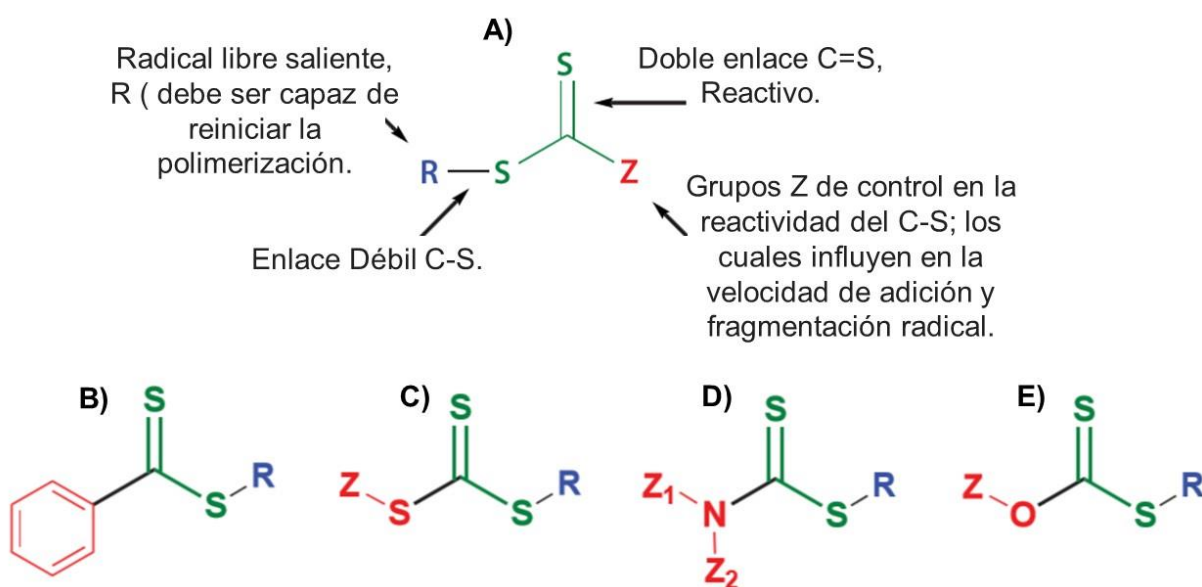 A)
Radical libre saliente,
R ( debe ser capaz de
reiniciar la
polimerización.
Doble enlace C=S,
Reactivo.
S
R
S
Z
Enlace Débil C-S.
Grupos Z de control en la
reactividad del C-S; los
cuales influyen en la
velocidad de adición y
fragmentación radical.
B)
S
S
R
C)
S
Z
S
S
R
D)
S
Z1
N
Z2
S
R
E)
S
Z
O
S
R